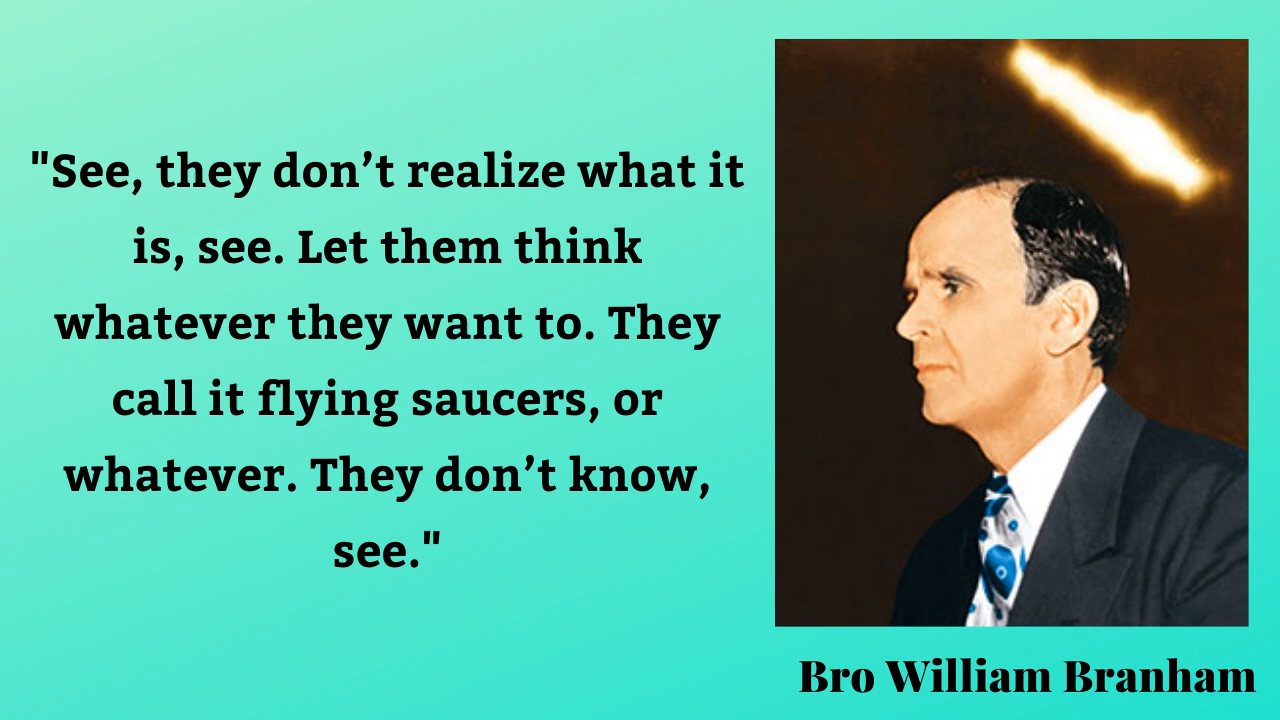 "See, they don’t realize what it
is, see. Let them think
whatever they want to. They
call it flying saucers, or
whatever. They don’t know,
see."
Bro William Branham